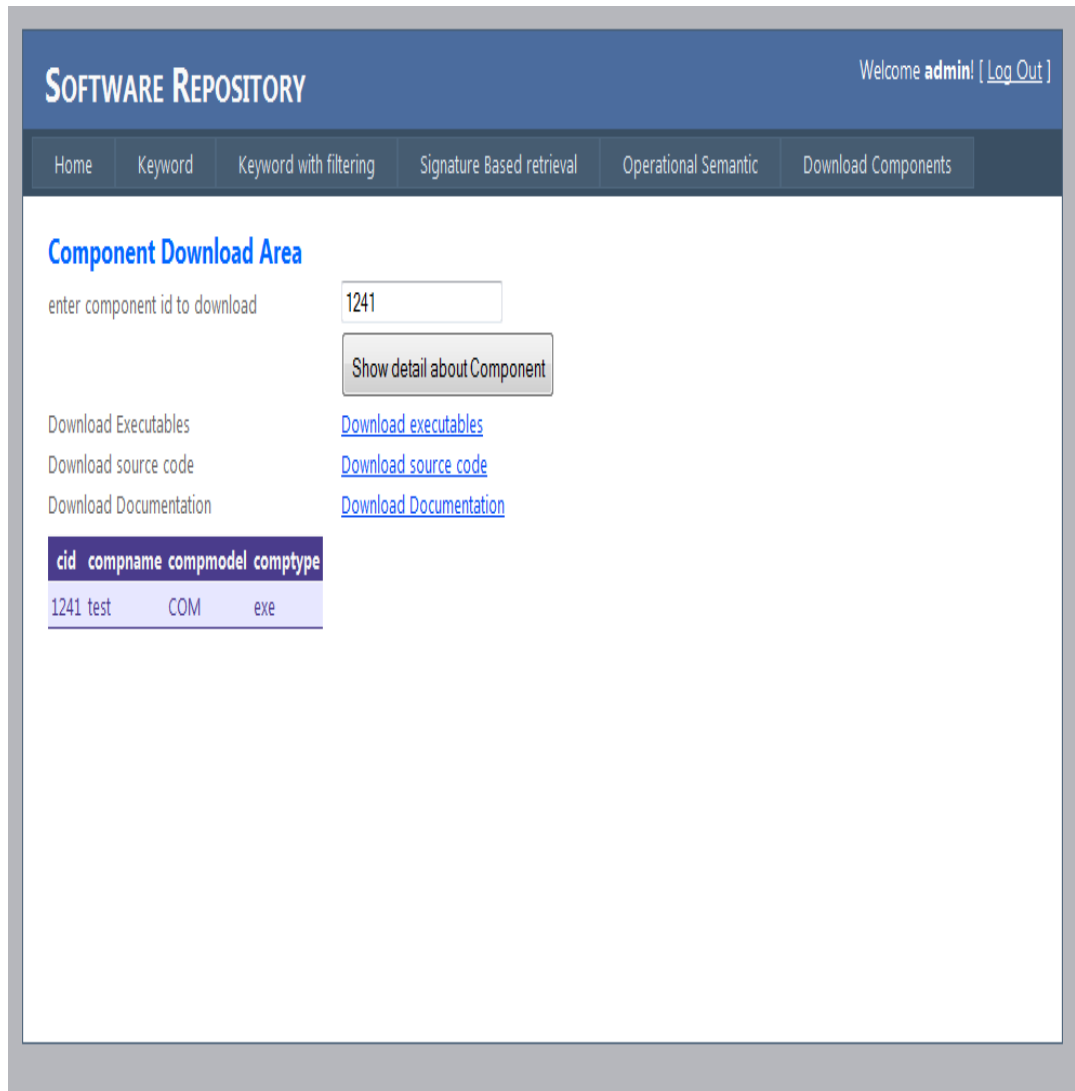 Software Repository
Welcome admin! [ Log Out ]
Home Keyword Keyword with filtering Signature Based retrieval Operational Semantic Download Components
Component Download Area
enter component id to download 1241
Show detail about Component
Download Executables Download executables
Download source code Download source code
Download Documentation Download Documentation
cid compname compmodel comptype
1241 test COM exe